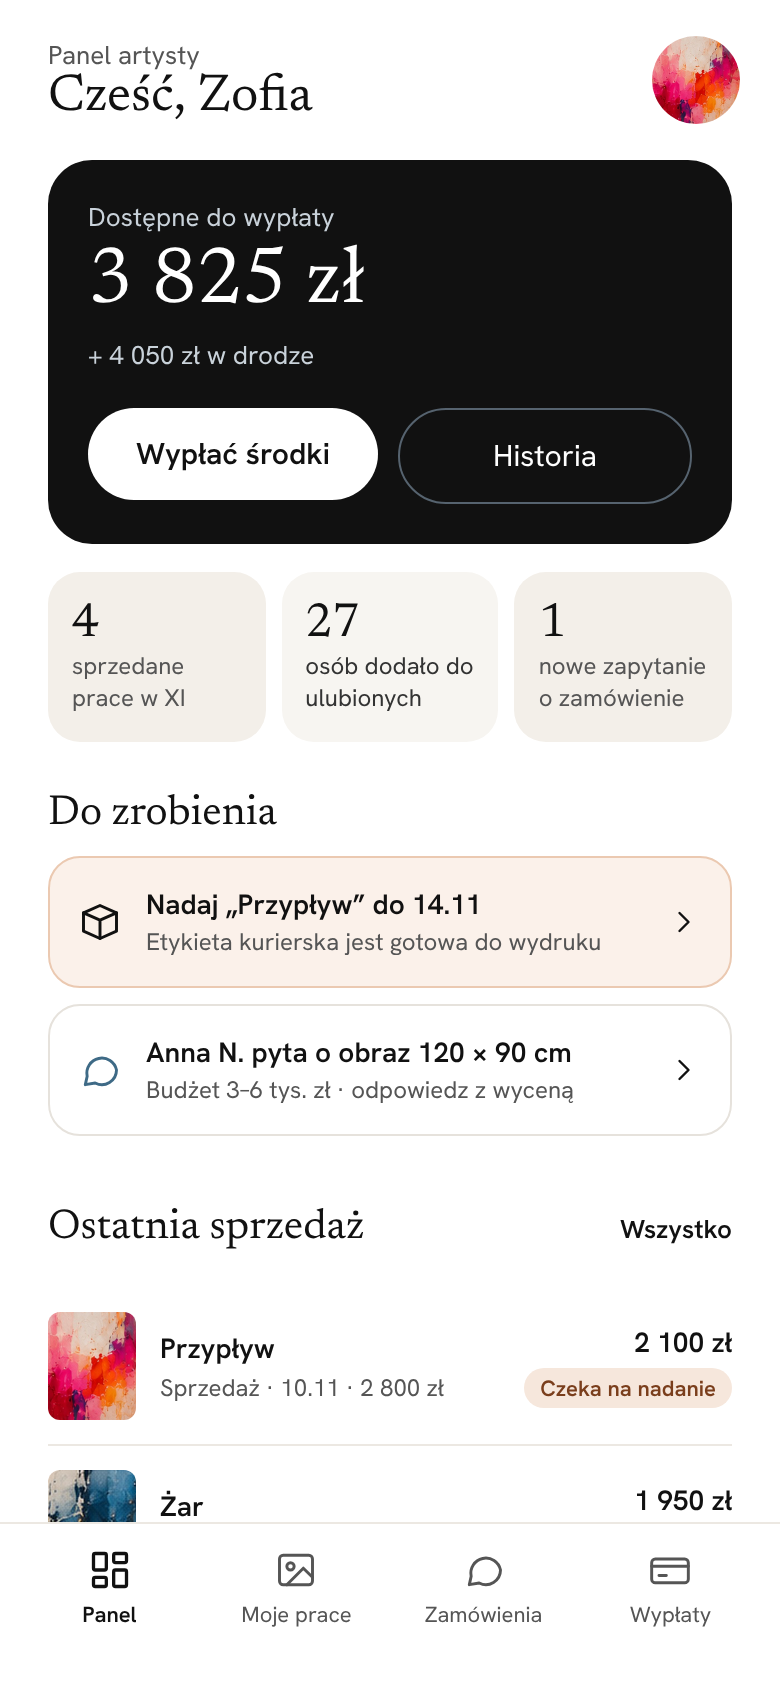 Panel artysty
Cześć, Zofia
Dostępne do wypłaty
3 825 zł
+ 4 050 zł w drodze
Wypłać środki
Historia
4
sprzedane
prace w XI
27
osób dodało do
ulubionych
1
nowe zapytanie
o zamówienie
Do zrobienia
Nadaj „Przypływ” do 14.11
Etykieta kurierska jest gotowa do wydruku
Anna N. pyta o obraz 120 × 90 cm
Budżet 3–6 tys. zł · odpowiedz z wyceną
Ostatnia sprzedaż
Wszystko
Przypływ
2 100 zł
Sprzedaż · 10.11 · 2 800 zł
Czeka na nadanie
Żar
1 950 zł
Panel
Moje prace
Zamówienia
Wypłaty